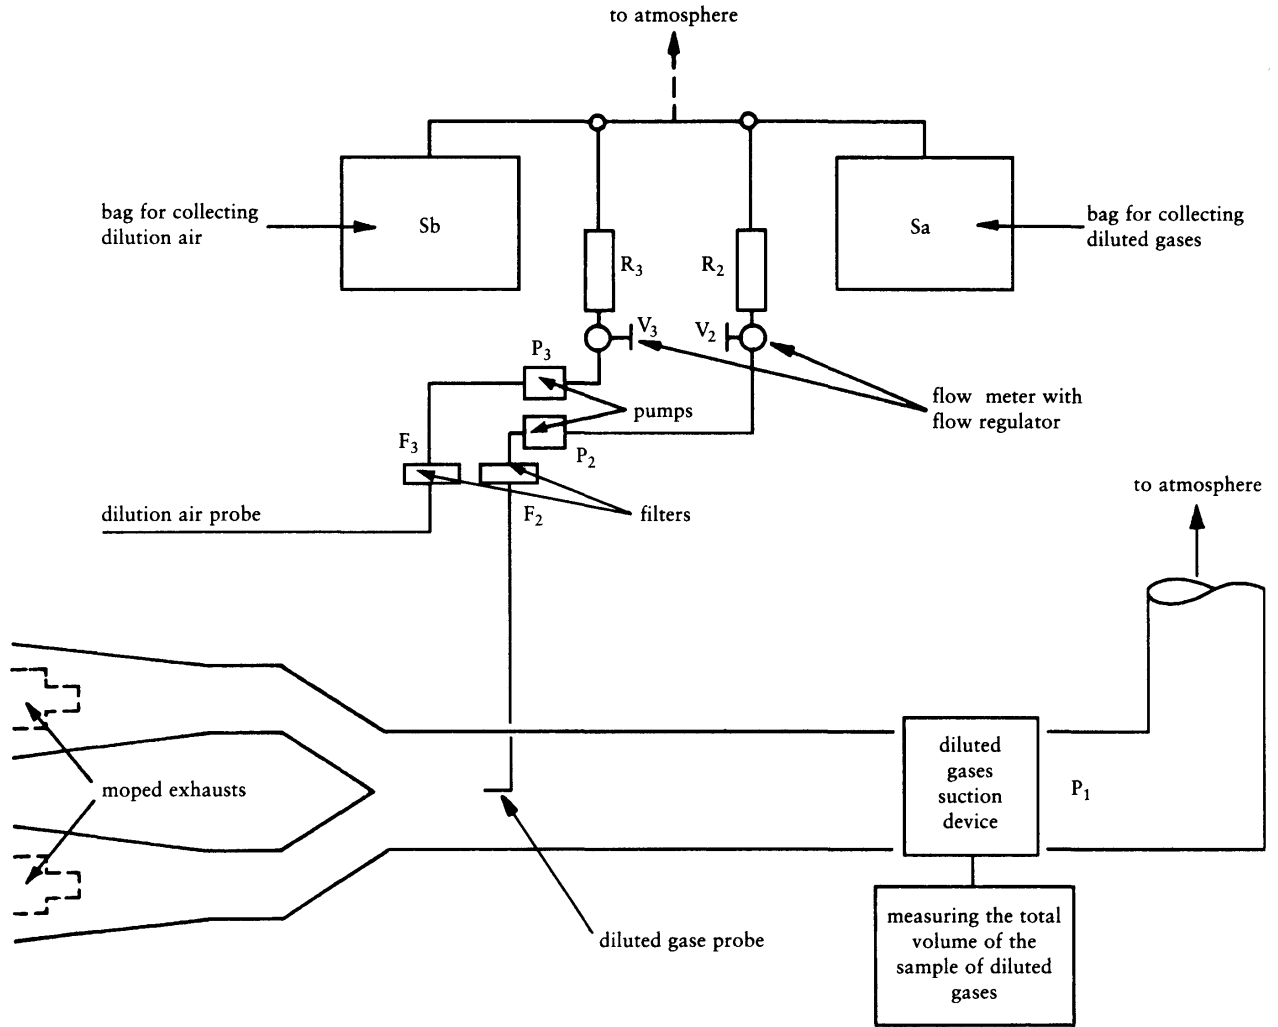 to atmosphere
bag for collecting
dilution air
Sb
Sa
bag for collecting
diluted gases
R3
R2
V3
V2
P3
pumps
flow meter with
flow regulator
F3
P2
dilution air probe
F2
filters
to atmosphere
moped exhausts
diluted
gases
suction
device
P1
diluted gase probe
measuring the total
volume of the
sample of diluted
gases